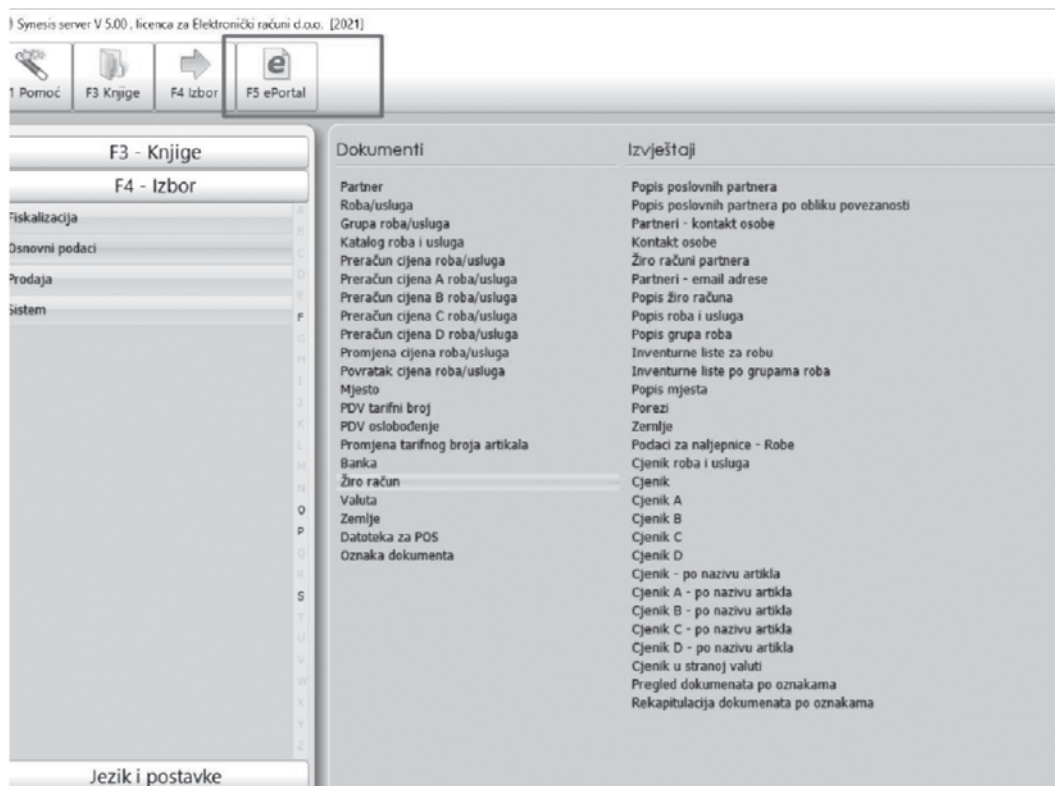 Synesis server V 5.00, licenca za Elektronički računi d.o.o. [2021]
1 Pomoć
F3 Knjige
F4 Izbor
F5 ePortal
F3 - Knjige
F4 - Izbor
Fiskalizacija
Osnovni podaci
Prodaja
Sistem
A
B
C
D
E
F
G
H
I
J
K
L
M
N
O
P
Q
R
S
T
U
V
W
X
Y
Z
Jezik i postavke
Dokumenti
Partner
Roba/usluga
Grupa roba/usluga
Katalog roba i usluga
Preračun cijena roba/usluga
Preračun cijena A roba/usluga
Preračun cijena B roba/usluga
Preračun cijena C roba/usluga
Preračun cijena D roba/usluga
Promjena cijena roba/usluga
Povratak cijena roba/usluga
Mjesto
PDV tarifni broj
PDV oslobođenje
Promjena tarifnog broja artikala
Banka
Žiro račun
Valuta
Zemlje
Datoteka za POS
Oznaka dokumenta
Izvještaji
Popis poslovnih partnera
Popis poslovnih partnera po obliku povezanosti
Partneri - kontakt osobe
Kontakt osobe
Žiro računi partnera
Partneri - email adrese
Popis žiro računa
Popis roba i usluga
Popis grupa roba
Inventurne liste za robu
Inventurne liste po grupama roba
Popis mjesta
Porezi
Zemlje
Podaci za naljepnice - Robe
Cjenik roba i usluga
Cjenik
Cjenik A
Cjenik B
Cjenik C
Cjenik D
Cjenik - po nazivu artikla
Cjenik A - po nazivu artikla
Cjenik B - po nazivu artikla
Cjenik C - po nazivu artikla
Cjenik D - po nazivu artikla
Cjenik u stranoj valuti
Pregled dokumenata po oznakama
Rekapitulacija dokumenata po oznakama